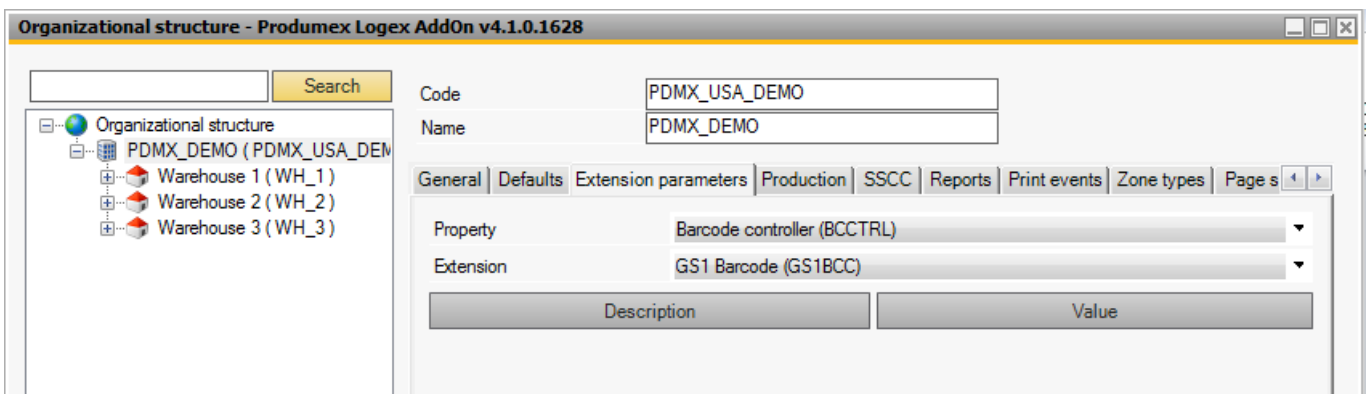 Organizational structure - Produmex Logex AddOn v4.1.0.1628
Search
Organizational structure
PDMX_DEMO ( PDMX_USA_DEM
Warehouse 1 ( WH_1 )
Warehouse 2 ( WH_2 )
Warehouse 3 ( WH_3 )
Code PDMX_USA_DEMO
Name PDMX_DEMO
General Defaults Extension parameters Production SSCC Reports Print events Zone types Page s
Property Barcode controller (BCCTRL)
Extension GS1 Barcode (GS1BCC)
Description Value